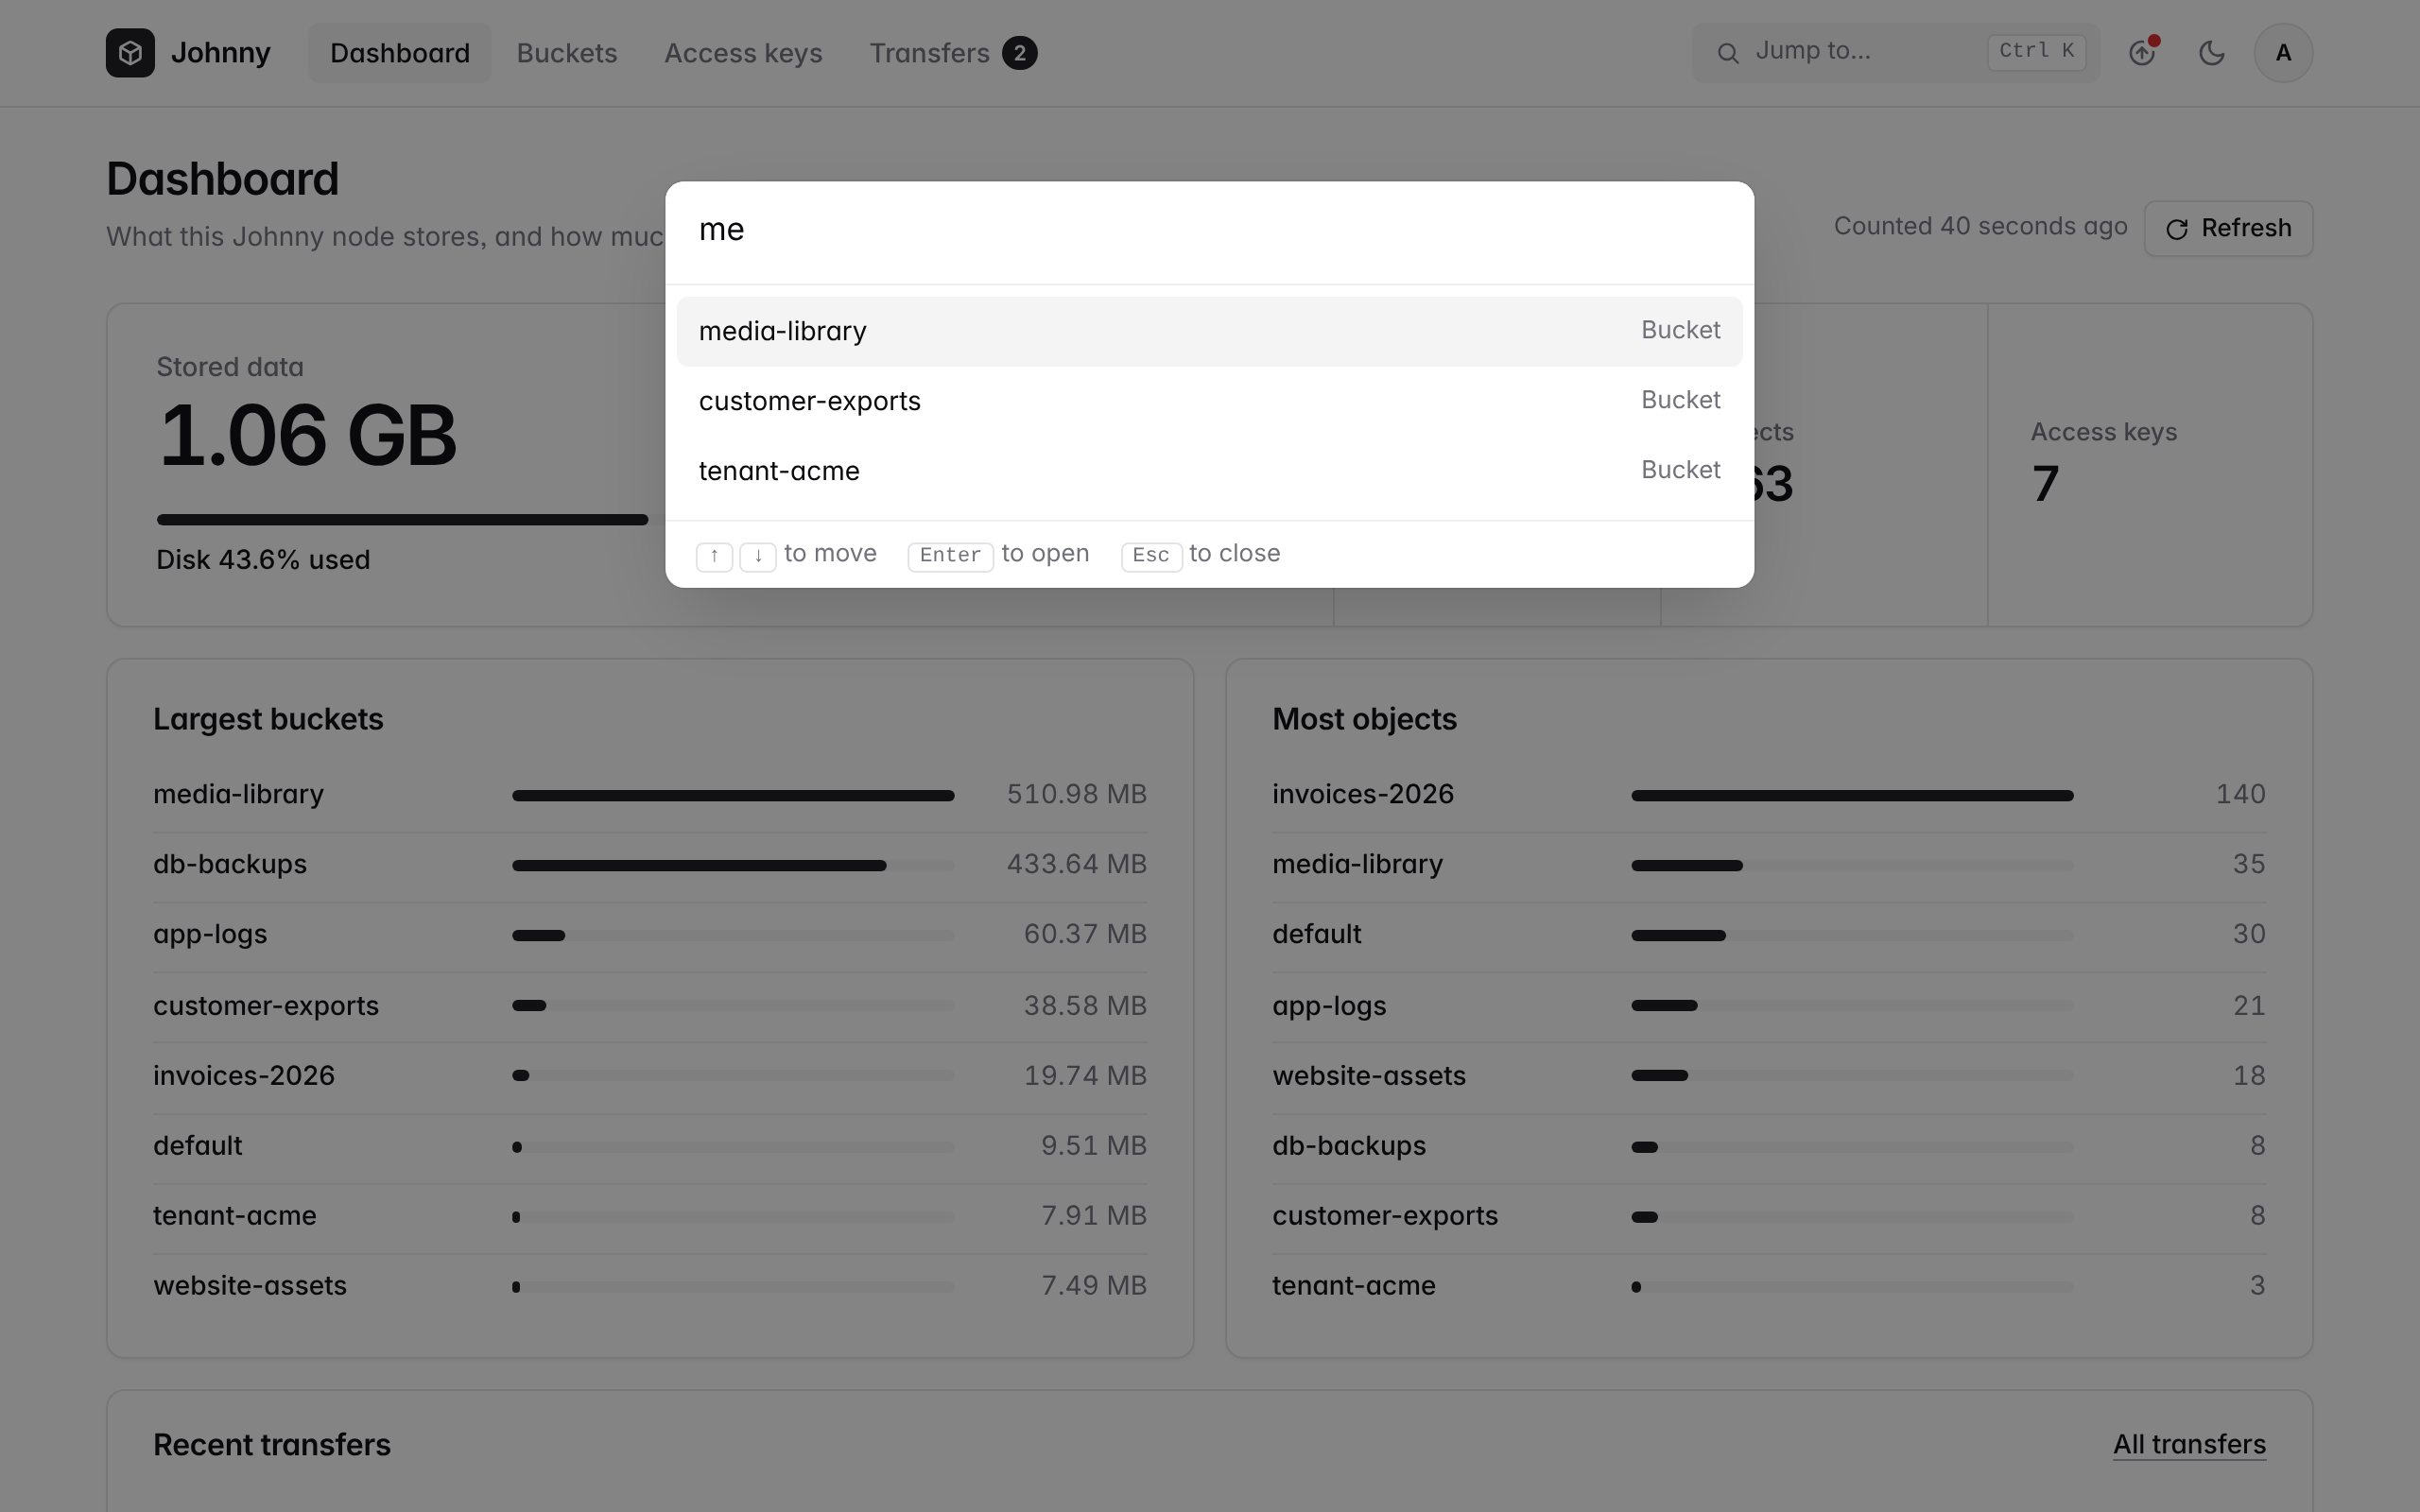 Johnny
Dashboard
Buckets
Access keys
Transfers 2
Jump to...
Ctrl K
A
Dashboard
What this Johnny node stores, and how muc
Counted 40 seconds ago
Refresh
me
media-library Bucket
customer-exports Bucket
tenant-acme Bucket
↑ ↓ to move Enter to open Esc to close
Stored data
1.06 GB
Disk 43.6% used
Access keys
7
Largest buckets
media-library 510.98 MB
db-backups 433.64 MB
app-logs 60.37 MB
customer-exports 38.58 MB
invoices-2026 19.74 MB
default 9.51 MB
tenant-acme 7.91 MB
website-assets 7.49 MB
Most objects
invoices-2026 140
media-library 35
default 30
app-logs 21
website-assets 18
db-backups 8
customer-exports 8
tenant-acme 3
Recent transfers
All transfers